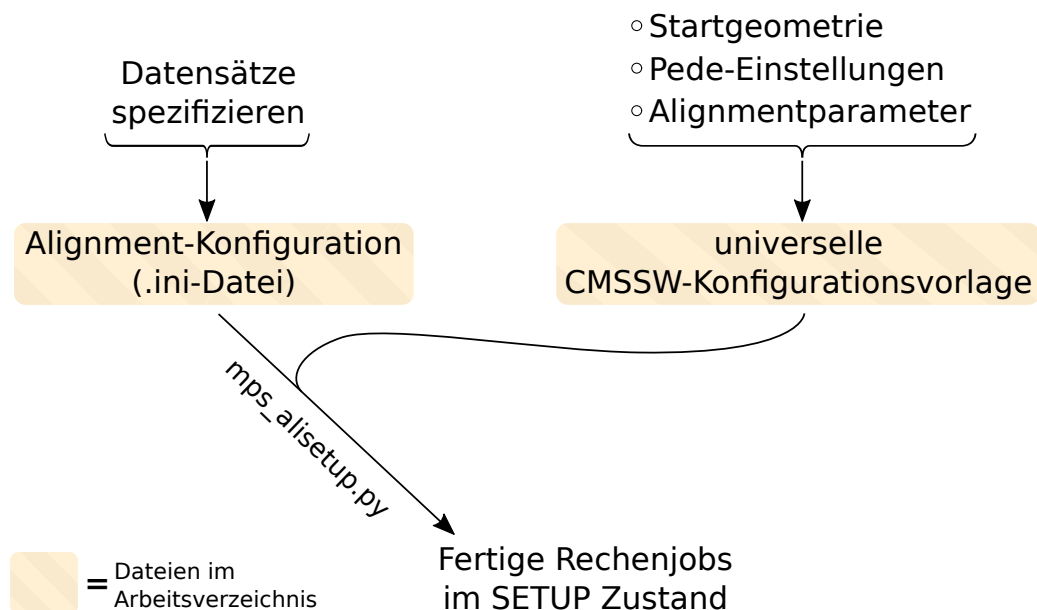 Datensätze
spezifizieren
◦ Startgeometrie
◦ Pede-Einstellungen
◦ Alignmentparameter
Alignment-Konfiguration
(.ini-Datei)
universelle
CMSSW-Konfigurationsvorlage
mps_alisetup.py
Fertige Rechenjobs
im SETUP Zustand
= Dateien im
Arbeitsverzeichnis